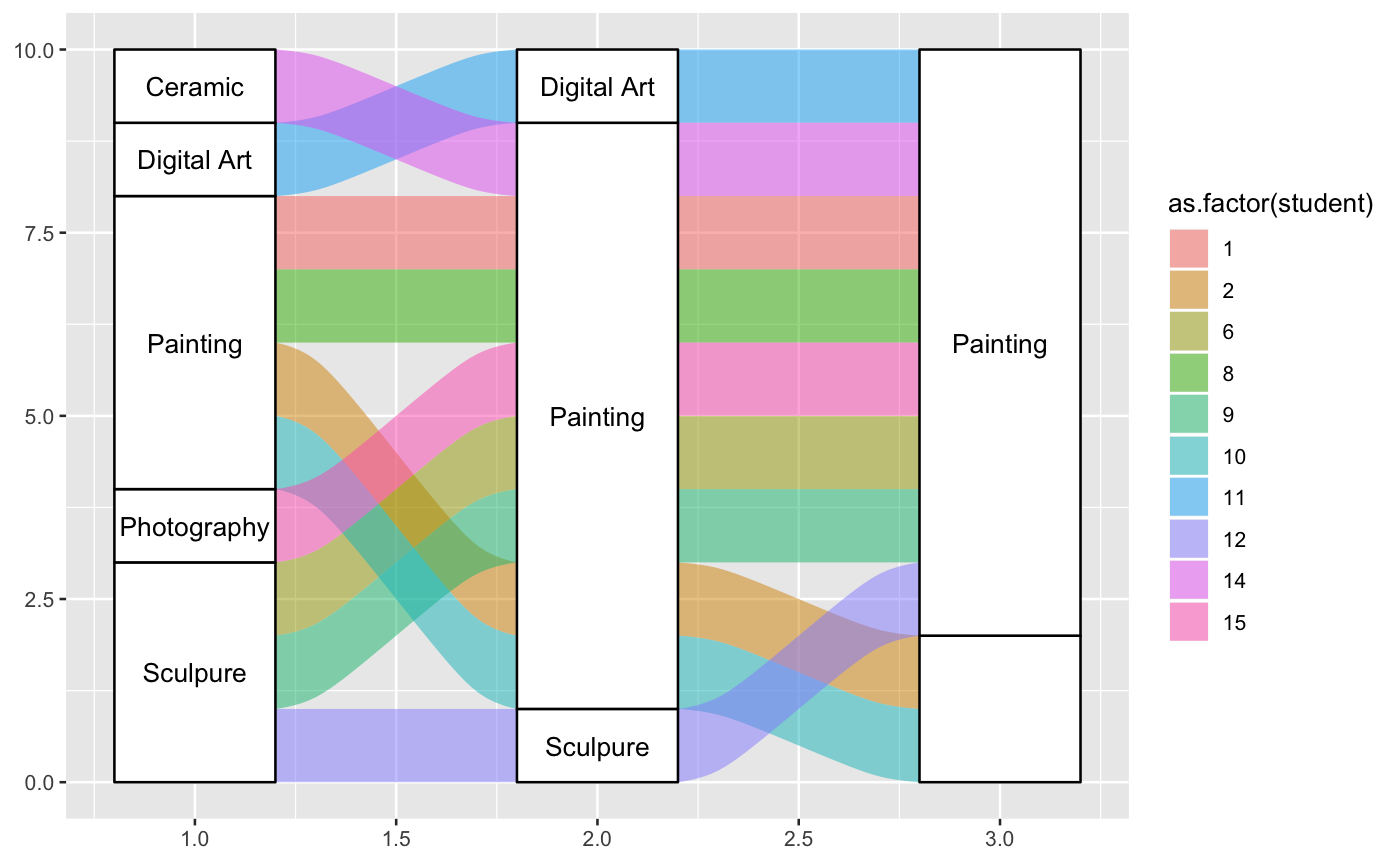 10.0
7.5
5.0
2.5
0.0
Ceramic
Digital Art
Painting
Photography
Sculpure
Digital Art
Painting
Sculpure
Painting
1.0
1.5
2.0
2.5
3.0
as.factor(student)
1
2
6
8
9
10
11
12
14
15